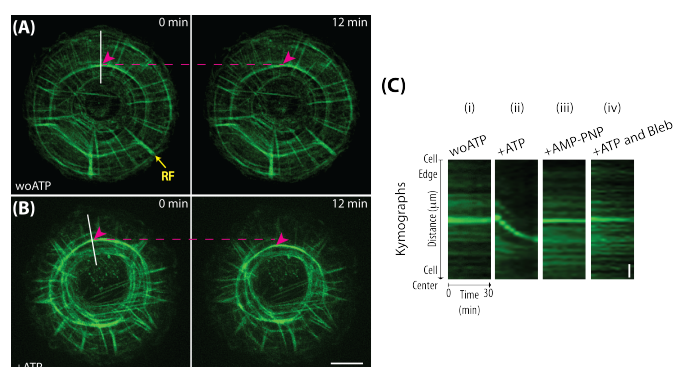 (A)
0 min
12 min
RF
woATP
(B)
0 min
12 min
+ATP
(C)
(i)
(ii)
(iii)
(iv)
woATP
+ATP
+AMP-PNP
+ATP and Bleb
Kymographs
Cell
Edge
Distance (µm)
Cell
Center
0
Time
30
(min)